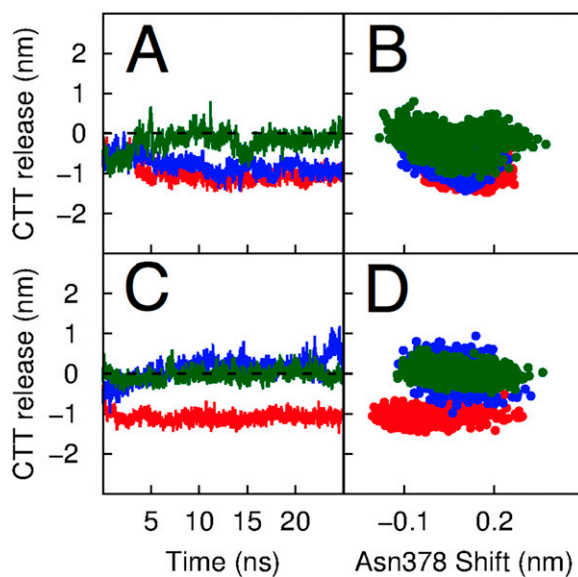 A
B
CTT release (nm)
2
1
0
−1
−2
C
D
CTT release (nm)
2
1
0
−1
−2
5
10
15
20
−0.1
0.2
Time (ns)
Asn378 Shift (nm)